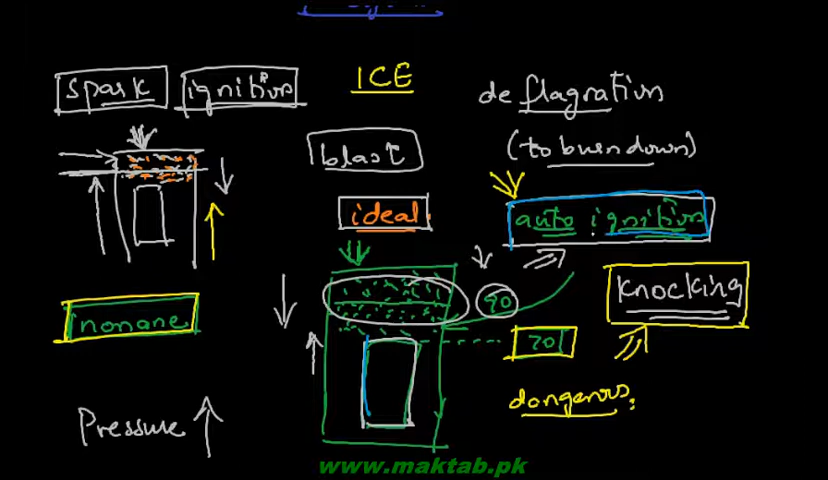 ICE
spark ignition
deflagration
blast
(to burn down)
ideal
auto ignition
90
knocking
nonane
70%
dangerous.
Pressure
www.maktab.pk